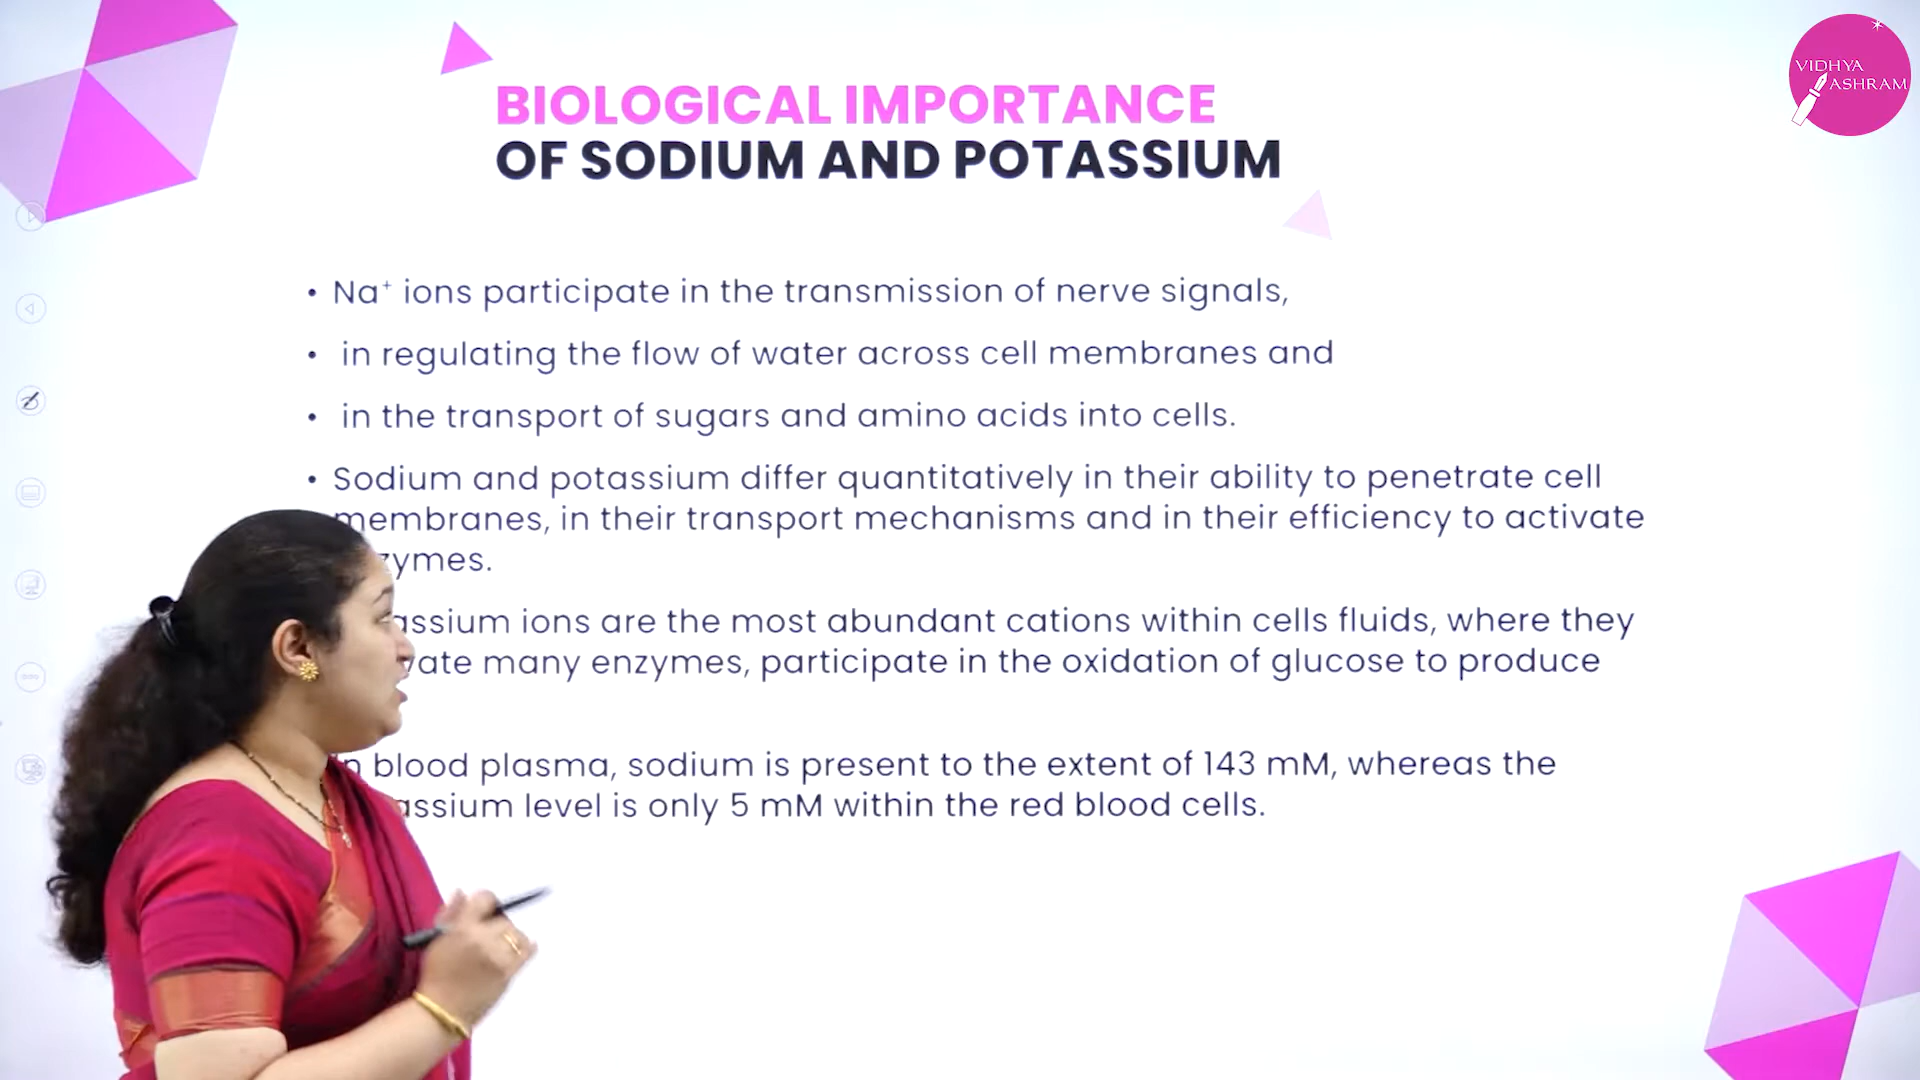 VIDHYA
ASHRAM
BIOLOGICAL IMPORTANCE
OF SODIUM AND POTASSIUM
• Na⁺ ions participate in the transmission of nerve signals,
• in regulating the flow of water across cell membranes and
• in the transport of sugars and amino acids into cells.
• Sodium and potassium differ quantitatively in their ability to penetrate cell
membranes, in their transport mechanisms and in their efficiency to activate
ions are the most abundant cations within cells fluids, where they
many enzymes, participate in the oxidation of glucose to produce
blood plasma, sodium is present to the extent of 143 mM, whereas the
level is only 5 mM within the red blood cells.